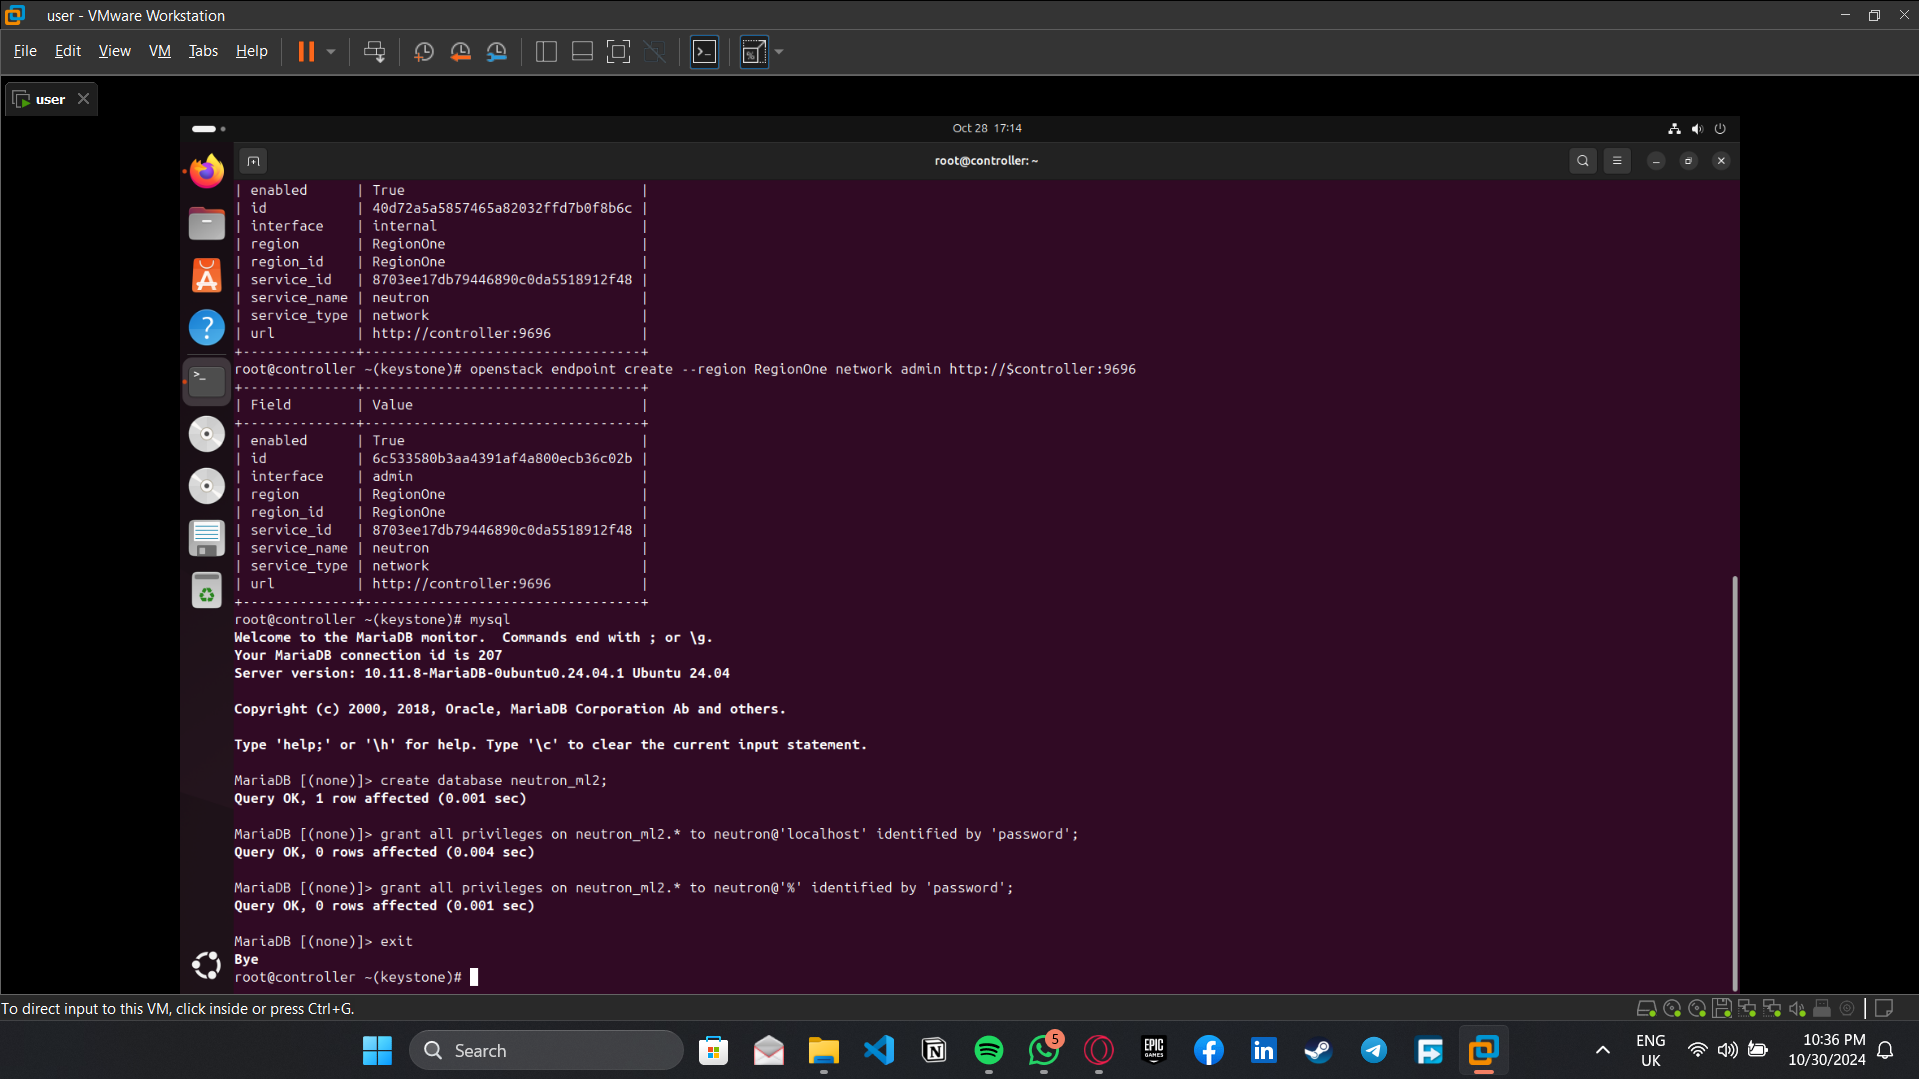 user - VMware Workstation
File Edit View VM Tabs Help
user
Oct 28 17:14
root@controller: ~
| enabled | True |
| id | 40d72a5a5857465a82032ffd7b0f8b6c |
| interface | internal |
| region | RegionOne |
| region_id | RegionOne |
| service_id | 8703ee17db79446890c0da5518912f48 |
| service_name | neutron |
| service_type | network |
| url | http://controller:9696 |
+--------------+----------------------------------+
root@controller ~(keystone)# openstack endpoint create --region RegionOne network admin http://$controller:9696
+--------------+----------------------------------+
| Field | Value |
+--------------+----------------------------------+
| enabled | True |
| id | 6c533580b3aa4391af4a800ecb36c02b |
| interface | admin |
| region | RegionOne |
| region_id | RegionOne |
| service_id | 8703ee17db79446890c0da5518912f48 |
| service_name | neutron |
| service_type | network |
| url | http://controller:9696 |
+--------------+----------------------------------+
root@controller ~(keystone)# mysql
Welcome to the MariaDB monitor.  Commands end with ; or \g.
Your MariaDB connection id is 207
Server version: 10.11.8-MariaDB-0ubuntu0.24.04.1 Ubuntu 24.04
Copyright (c) 2000, 2018, Oracle, MariaDB Corporation Ab and others.
Type 'help;' or '\h' for help. Type '\c' to clear the current input statement.
MariaDB [(none)]> create database neutron_ml2;
Query OK, 1 row affected (0.001 sec)
MariaDB [(none)]> grant all privileges on neutron_ml2.* to neutron@'localhost' identified by 'password';
Query OK, 0 rows affected (0.004 sec)
MariaDB [(none)]> grant all privileges on neutron_ml2.* to neutron@'%' identified by 'password';
Query OK, 0 rows affected (0.001 sec)
MariaDB [(none)]> exit
Bye
root@controller ~(keystone)#
To direct input to this VM, click inside or press Ctrl+G.
Search
5
EPIC GAMES
ENG
UK
10:36 PM
10/30/2024